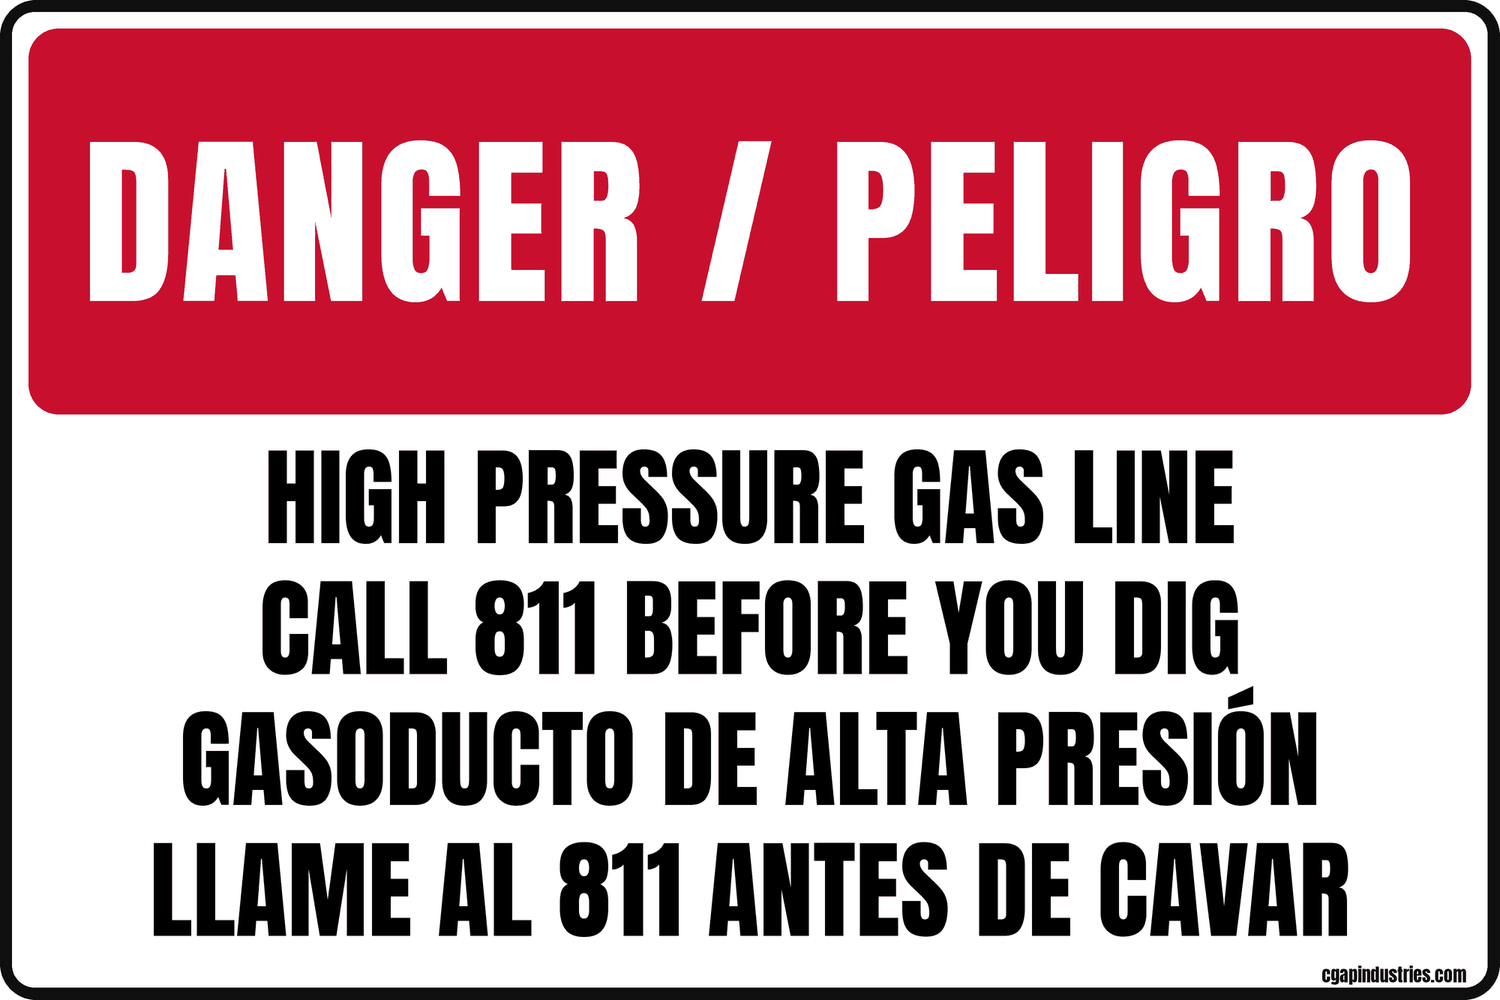 DANGER / PELIGRO
HIGH PRESSURE GAS LINE
CALL 811 BEFORE YOU DIG
GASODUCTO DE ALTA PRESIÓN
LLAME AL 811 ANTES DE CAVAR
cgapindustries.com